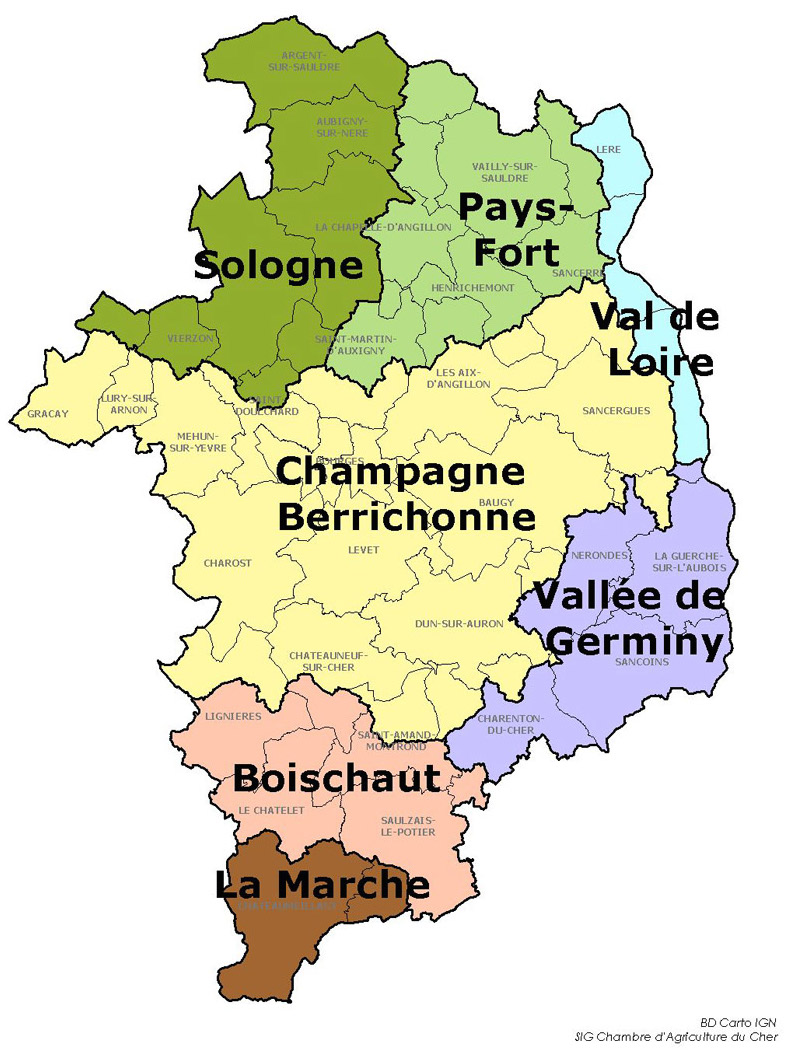 ARGENT-
SUR-SAULDRE
AUBIGNY-
SUR-NERE
LERE
VAILLY-SUR-
SAULDRE
Pays-
Fort
LA CHAPELLE-D'ANGILLON
Sologne
SANCERRE
HENRICHEMONT
Val de
Loire
VIERZON
SAINT-MARTIN-
D'AUXIGNY
LES AIX-
D'ANGILLON
GRACAY
LURY-SUR-
ARNON
SAINT-
DOULCHARD
SANCERGUES
MEHUN-
SUR-YEVRE
BOURGES
Champagne
Berrichonne
BAUGY
LEVET
CHAROST
NERONDES
LA GUERCHE-
SUR-L'AUBOIS
Vallée de
Germiny
DUN-SUR-AURON
SANCOINS
CHATEAUNEUF-
SUR-CHER
LIGNIERES
CHARENTON-
DU-CHER
SAINT-AMAND-
MONTROND
Boischaut
LE CHATELET
SAULZAIS-
LE-POTIER
La Marche
BD Carto IGN
SIG Chambre d'Agriculture du Cher